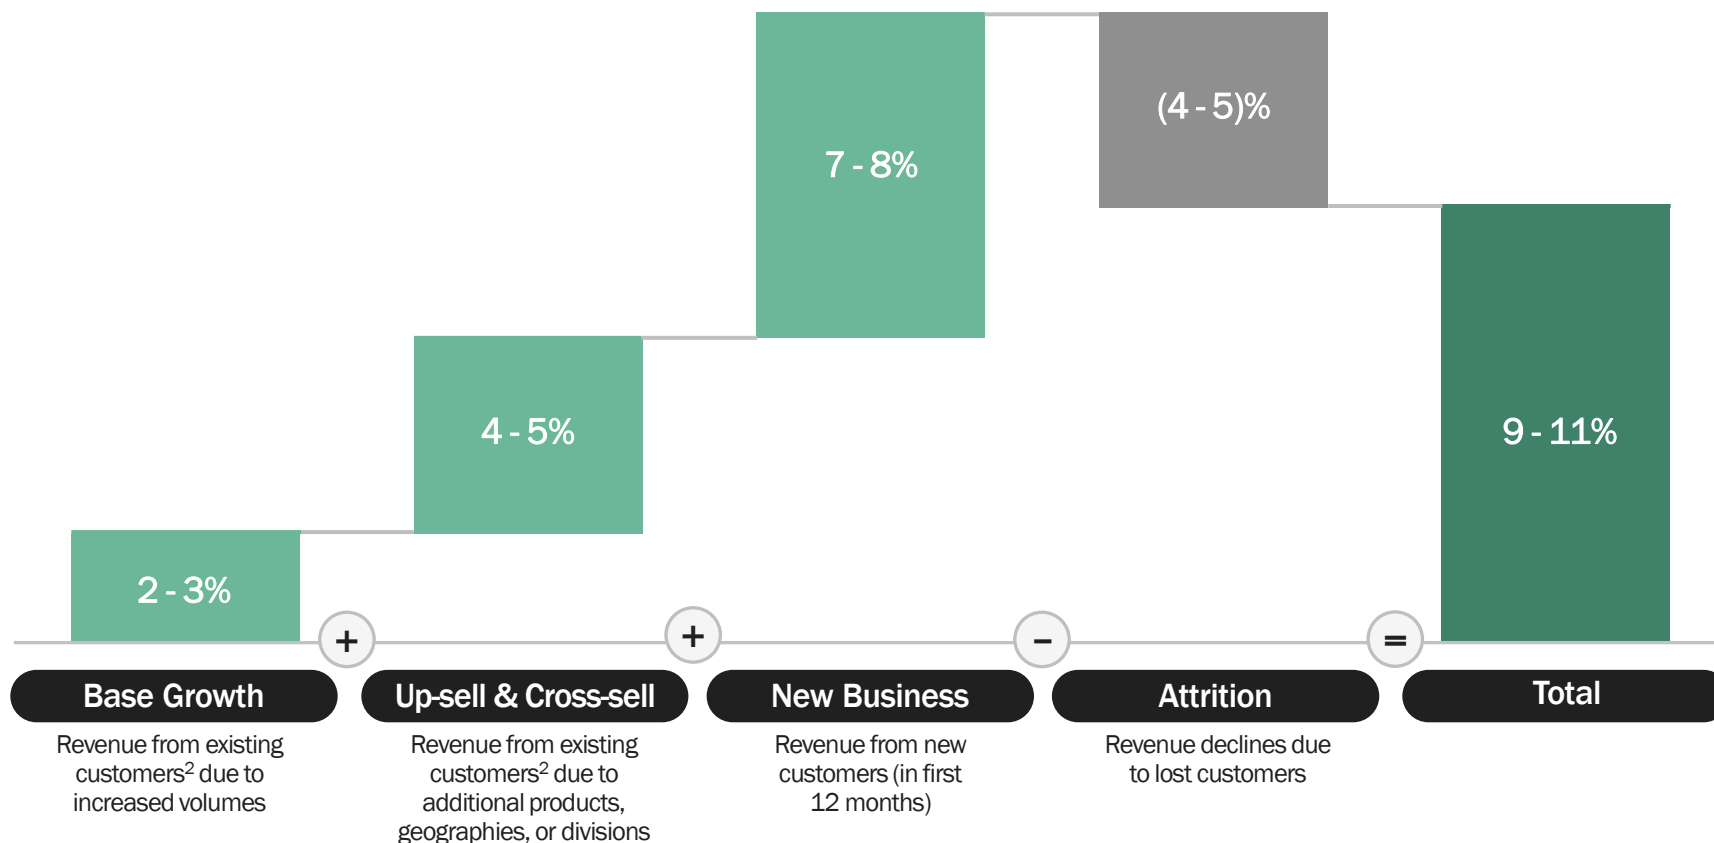 7 - 8%
(4 - 5)%
4 - 5%
9 - 11%
2 - 3%
+
+
−
=
Base Growth
Up-sell & Cross-sell
New Business
Attrition
Total
Revenue from existing
customers² due to
increased volumes
Revenue from existing
customers² due to
additional products,
geographies, or divisions
Revenue from new
customers (in first
12 months)
Revenue declines due
to lost customers